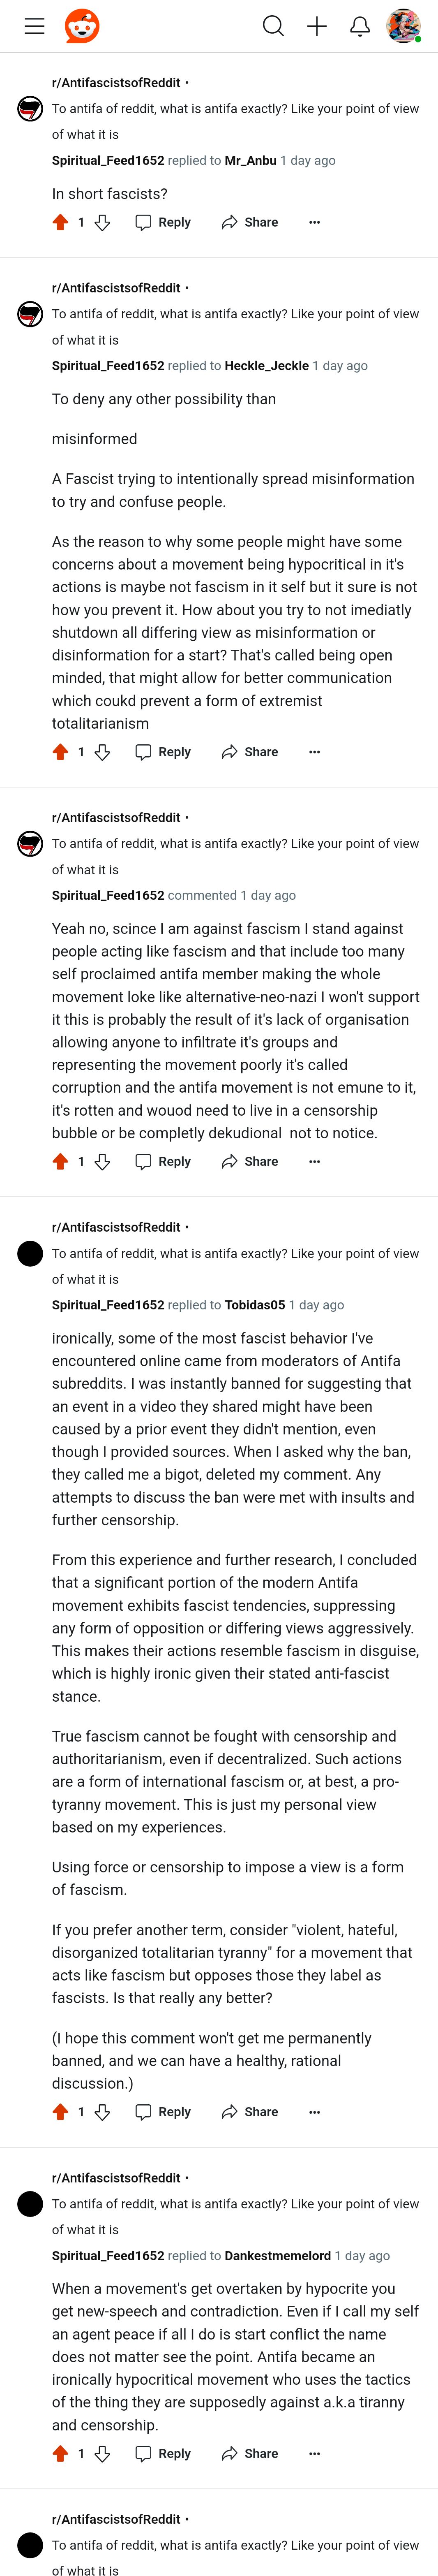 r/AntifascistsofReddit •
To antifa of reddit, what is antifa exactly? Like your point of view
of what it is
Spiritual_Feed1652 replied to Mr_Anbu 1 day ago
In short fascists?
1 Reply Share •••
r/AntifascistsofReddit •
To antifa of reddit, what is antifa exactly? Like your point of view
of what it is
Spiritual_Feed1652 replied to Heckle_Jeckle 1 day ago
To deny any other possibility than
misinformed
A Fascist trying to intentionally spread misinformation
to try and confuse people.
As the reason to why some people might have some
concerns about a movement being hypocritical in it's
actions is maybe not fascism in it self but it sure is not
how you prevent it. How about you try to not imediatly
shutdown all differing view as misinformation or
disinformation for a start? That's called being open
minded, that might allow for better communication
which coukd prevent a form of extremist
totalitarianism
1 Reply Share •••
r/AntifascistsofReddit •
To antifa of reddit, what is antifa exactly? Like your point of view
of what it is
Spiritual_Feed1652 commented 1 day ago
Yeah no, scince I am against fascism I stand against
people acting like fascism and that include too many
self proclaimed antifa member making the whole
movement loke like alternative-neo-nazi I won't support
it this is probably the result of it's lack of organisation
allowing anyone to infiltrate it's groups and
representing the movement poorly it's called
corruption and the antifa movement is not emune to it,
it's rotten and wouod need to live in a censorship
bubble or be completly dekudional not to notice.
1 Reply Share •••
r/AntifascistsofReddit •
To antifa of reddit, what is antifa exactly? Like your point of view
of what it is
Spiritual_Feed1652 replied to Tobidas05 1 day ago
ironically, some of the most fascist behavior I've
encountered online came from moderators of Antifa
subreddits. I was instantly banned for suggesting that
an event in a video they shared might have been
caused by a prior event they didn't mention, even
though I provided sources. When I asked why the ban,
they called me a bigot, deleted my comment. Any
attempts to discuss the ban were met with insults and
further censorship.
From this experience and further research, I concluded
that a significant portion of the modern Antifa
movement exhibits fascist tendencies, suppressing
any form of opposition or differing views aggressively.
This makes their actions resemble fascism in disguise,
which is highly ironic given their stated anti-fascist
stance.
True fascism cannot be fought with censorship and
authoritarianism, even if decentralized. Such actions
are a form of international fascism or, at best, a pro-
tyranny movement. This is just my personal view
based on my experiences.
Using force or censorship to impose a view is a form
of fascism.
If you prefer another term, consider "violent, hateful,
disorganized totalitarian tyranny" for a movement that
acts like fascism but opposes those they label as
fascists. Is that really any better?
(I hope this comment won't get me permanently
banned, and we can have a healthy, rational
discussion.)
1 Reply Share •••
r/AntifascistsofReddit •
To antifa of reddit, what is antifa exactly? Like your point of view
of what it is
Spiritual_Feed1652 replied to Dankestmemelord 1 day ago
When a movement's get overtaken by hypocrite you
get new-speech and contradiction. Even if I call my self
an agent peace if all I do is start conflict the name
does not matter see the point. Antifa became an
ironically hypocritical movement who uses the tactics
of the thing they are supposedly against a.k.a tiranny
and censorship.
1 Reply Share •••
r/AntifascistsofReddit •
To antifa of reddit, what is antifa exactly? Like your point of view
of what it is